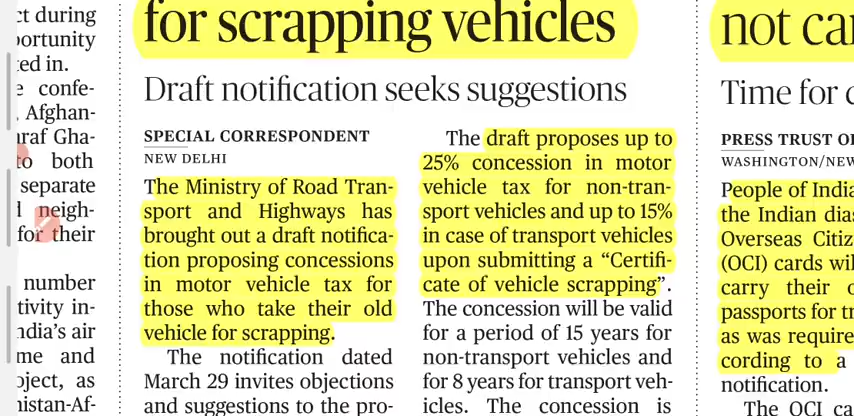 ct during
portunity
ted in.
e confe-
, Afghan-
raf Gha-
to both
separate
d neigh-
for their
number
tivity in-
ndia's air
me and
oject, as
nistan-Af-
for scrapping vehicles
Draft notification seeks suggestions
SPECIAL CORRESPONDENT
NEW DELHI
The Ministry of Road Tran-
sport and Highways has
brought out a draft notifica-
tion proposing concessions
in motor vehicle tax for
those who take their old
vehicle for scrapping.
The notification dated
March 29 invites objections
and suggestions to the pro-
The draft proposes up to
25% concession in motor
vehicle tax for non-tran-
sport vehicles and up to 15%
in case of transport vehicles
upon submitting a “Certifi-
cate of vehicle scrapping”.
The concession will be valid
for a period of 15 years for
non-transport vehicles and
for 8 years for transport veh-
icles. The concession is
not ca
Time for c
PRESS TRUST O
WASHINGTON/NEW
People of India
the Indian dias
Overseas Citiz
(OCI) cards wil
carry their o
passports for tr
as was require
cording to a
notification.
The OCI ca